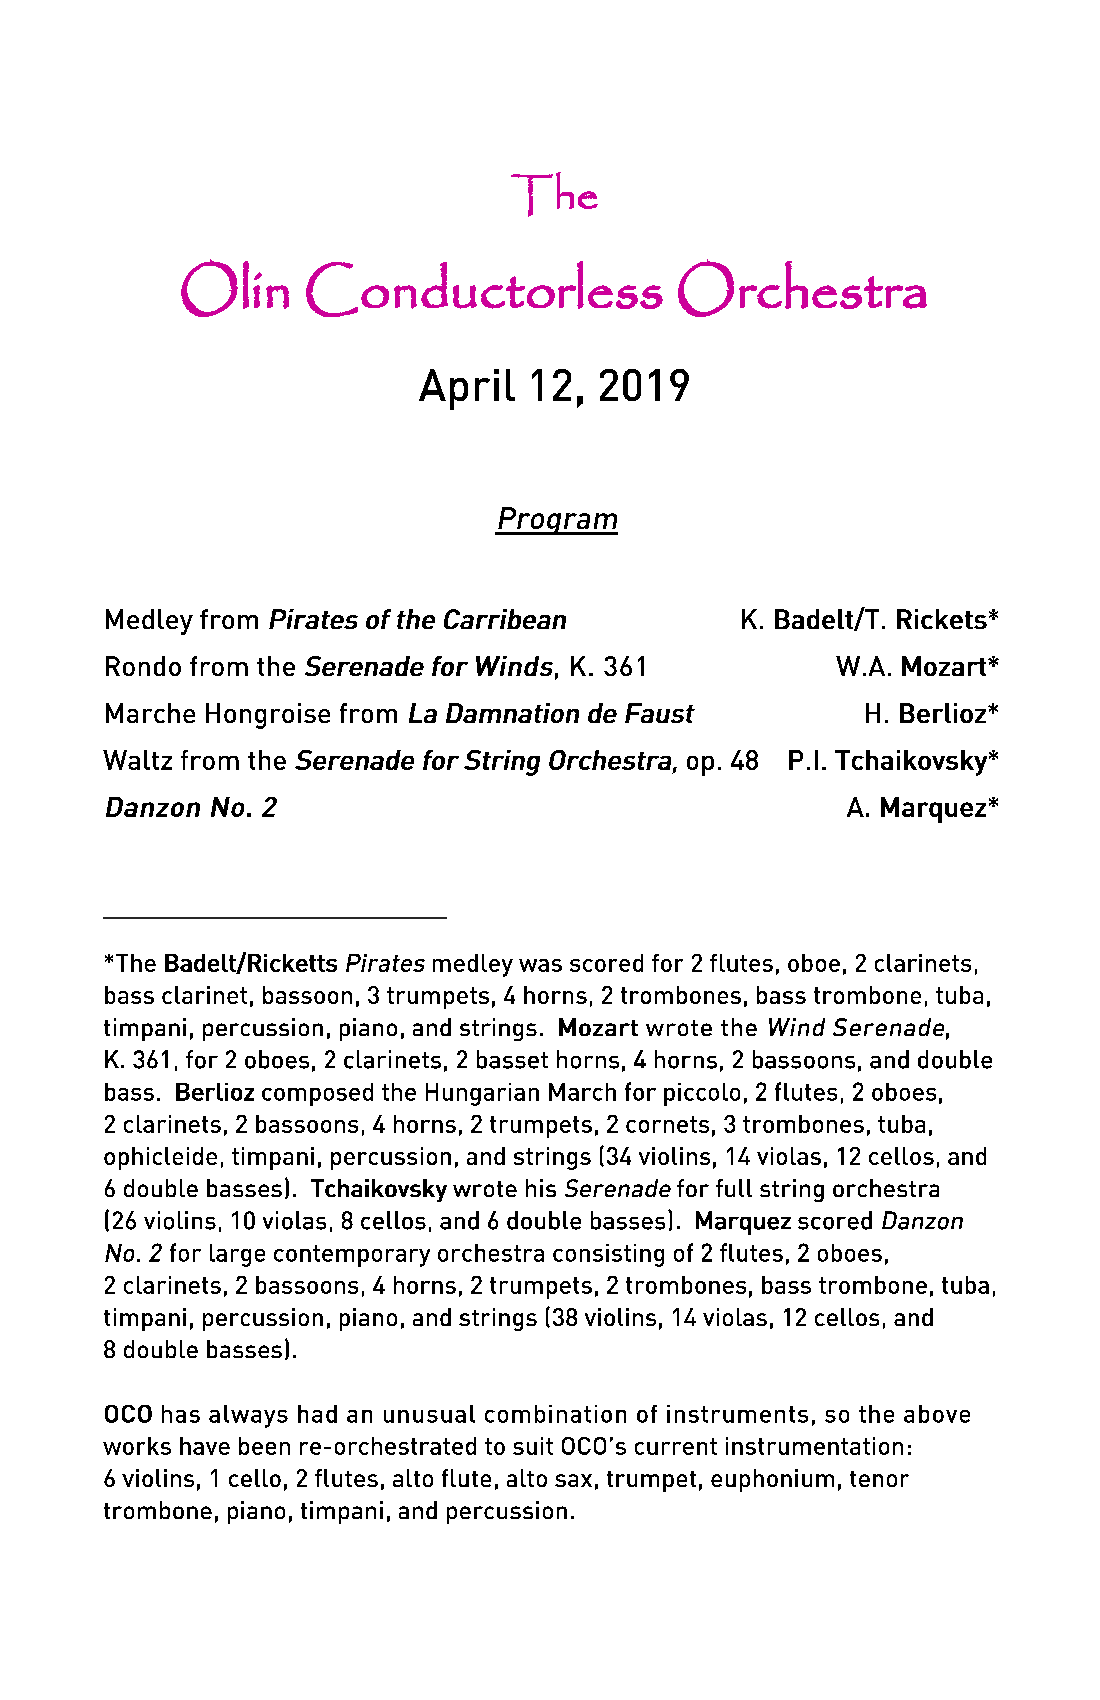 The
Olin Conductorless Orchestra
April 12, 2019
Program
Medley from Pirates of the Carribean K. Badelt/T. Rickets*
Rondo from the Serenade for Winds, K. 361 W.A. Mozart*
Marche Hongroise from La Damnation de Faust H. Berlioz*
Waltz from the Serenade for String Orchestra, op. 48 P.I. Tchaikovsky*
Danzon No. 2 A. Marquez*
*The Badelt/Ricketts Pirates medley was scored for 2 flutes, oboe, 2 clarinets,
bass clarinet, bassoon, 3 trumpets, 4 horns, 2 trombones, bass trombone, tuba,
timpani, percussion, piano, and strings. Mozart wrote the Wind Serenade,
K. 361, for 2 oboes, 2 clarinets, 2 basset horns, 4 horns, 2 bassoons, and double
bass. Berlioz composed the Hungarian March for piccolo, 2 flutes, 2 oboes,
2 clarinets, 2 bassoons, 4 horns, 2 trumpets, 2 cornets, 3 trombones, tuba,
ophicleide, timpani, percussion, and strings (34 violins, 14 violas, 12 cellos, and
6 double basses). Tchaikovsky wrote his Serenade for full string orchestra
(26 violins, 10 violas, 8 cellos, and 6 double basses). Marquez scored Danzon
No. 2 for large contemporary orchestra consisting of 2 flutes, 2 oboes,
2 clarinets, 2 bassoons, 4 horns, 2 trumpets, 2 trombones, bass trombone, tuba,
timpani, percussion, piano, and strings (38 violins, 14 violas, 12 cellos, and
8 double basses).
OCO has always had an unusual combination of instruments, so the above
works have been re-orchestrated to suit OCO's current instrumentation:
6 violins, 1 cello, 2 flutes, alto flute, alto sax, trumpet, euphonium, tenor
trombone, piano, timpani, and percussion.